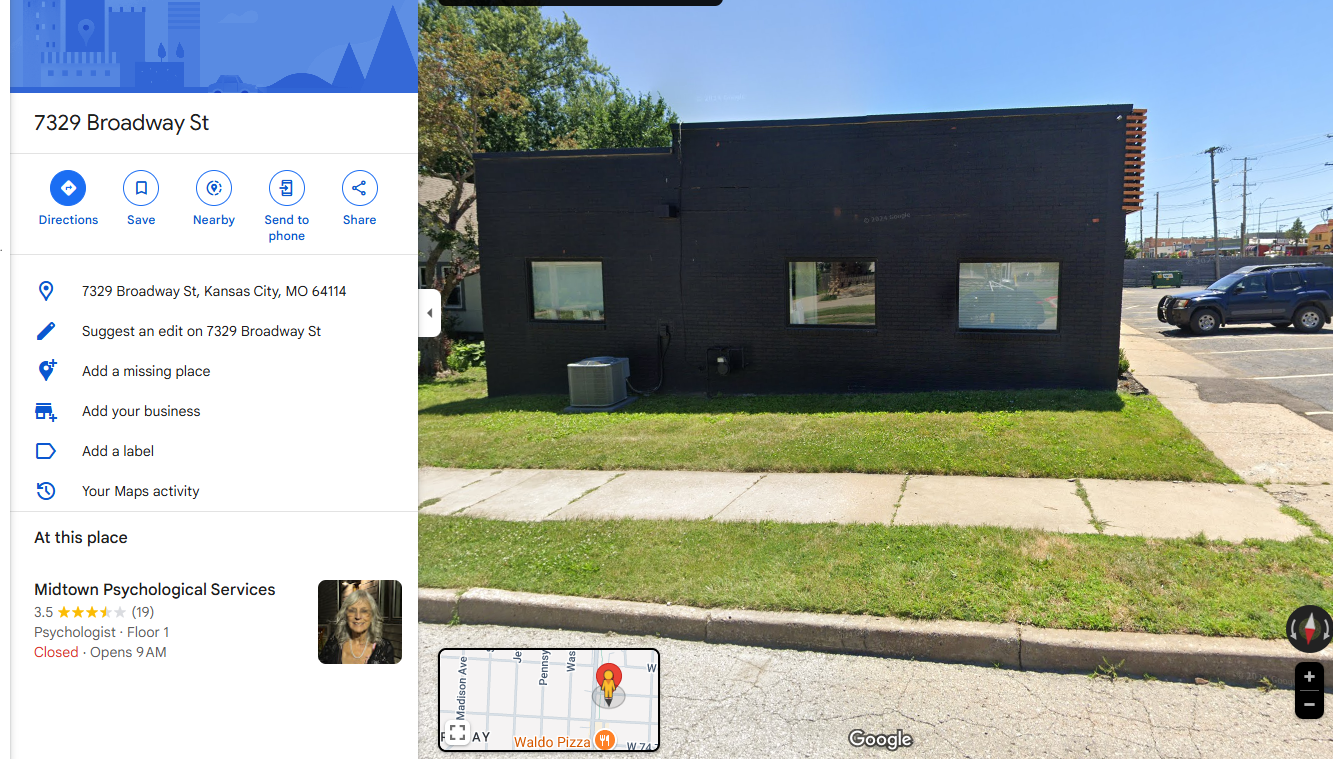 7329 Broadway St
Directions
Save
Nearby
Send to
phone
Share
7329 Broadway St, Kansas City, MO 64114
Suggest an edit on 7329 Broadway St
Add a missing place
Add your business
Add a label
Your Maps activity
At this place
Midtown Psychological Services
3.5 (19)
Psychologist · Floor 1
Closed · Opens 9 AM
© 2024 Google
Madison Ave
Je
Pennsy
Was
W
AY
Waldo Pizza
W 74
Google